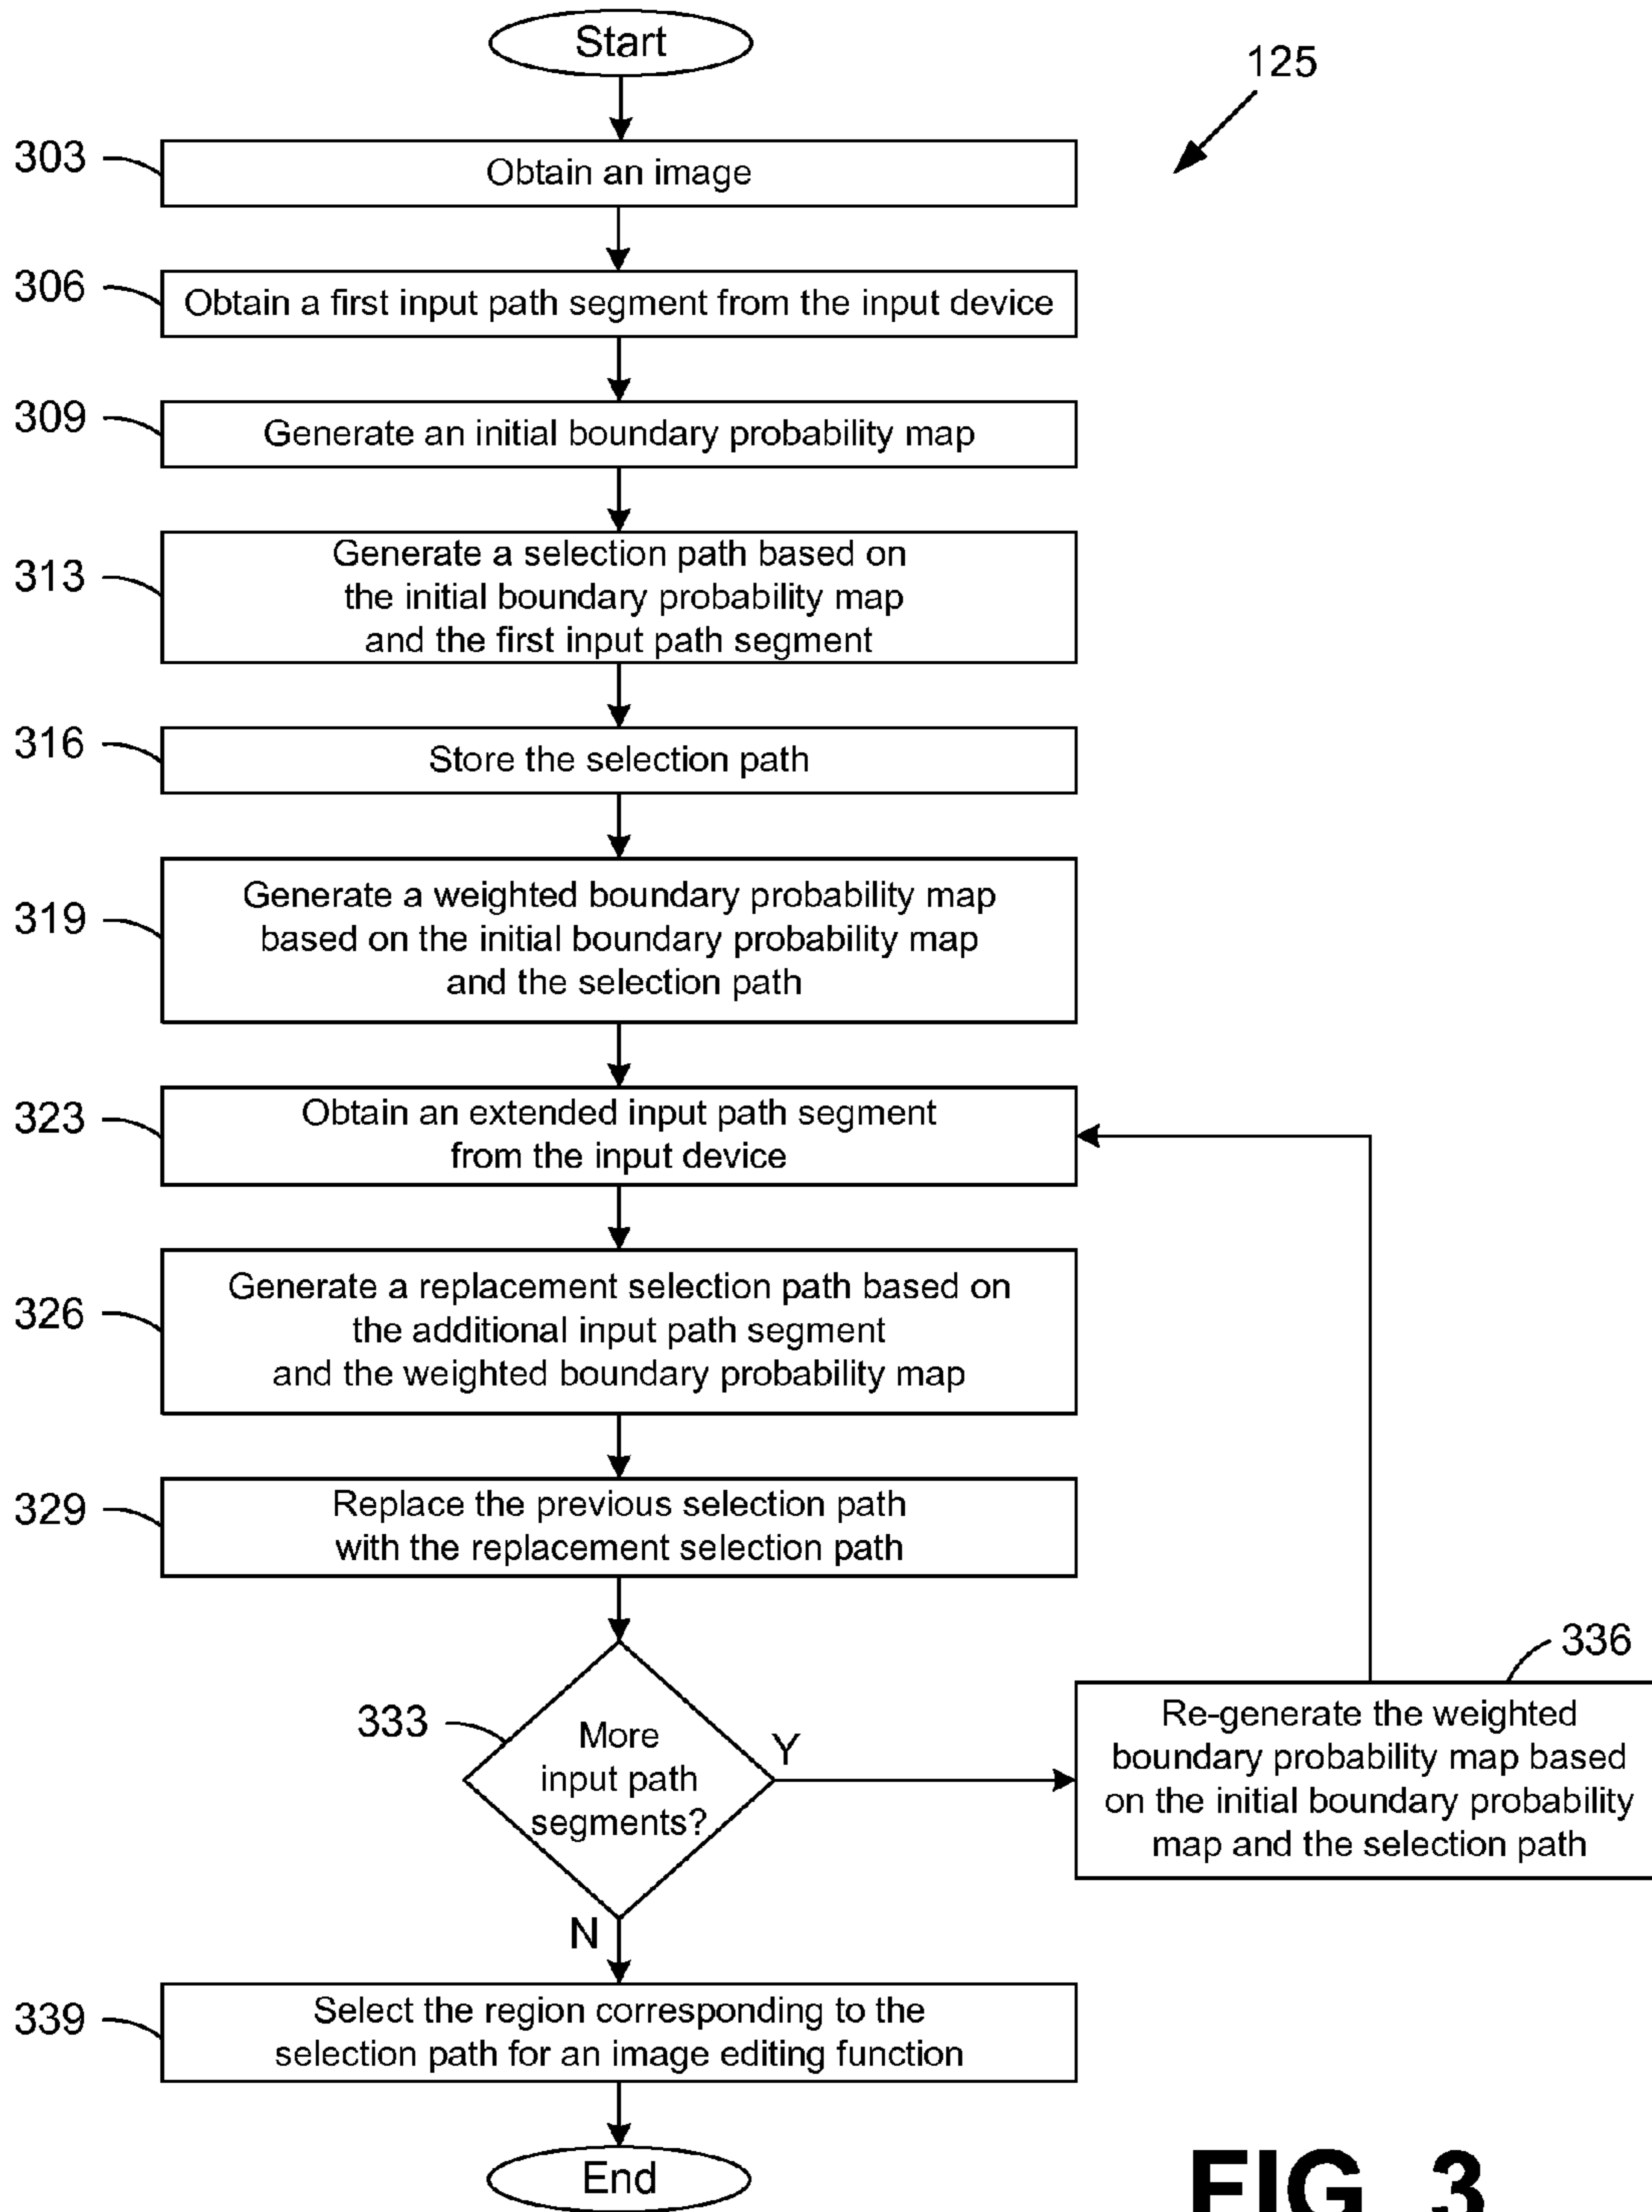 Start
125
303
Obtain an image
306
Obtain a first input path segment from the input device
309
Generate an initial boundary probability map
313
Generate a selection path based on
the initial boundary probability map
and the first input path segment
316
Store the selection path
319
Generate a weighted boundary probability map
based on the initial boundary probability map
and the selection path
323
Obtain an extended input path segment
from the input device
326
Generate a replacement selection path based on
the additional input path segment
and the weighted boundary probability map
329
Replace the previous selection path
with the replacement selection path
333
More
input path
segments?
Y
336
Re-generate the weighted
boundary probability map based
on the initial boundary probability
map and the selection path
N
339
Select the region corresponding to the
selection path for an image editing function
End
FIG. 3